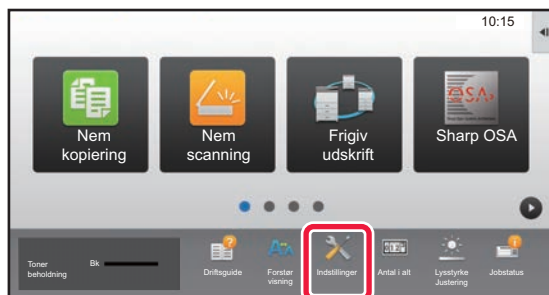 10:15
Nem
kopiering
Nem
scanning
Frigiv
udskrift
Sharp OSA
OSA
Toner
beholdning
Bk
Driftsguide
Forstør
visning
Indstillinger
Antal i alt
Lysstyrke
Justering
Jobstatus